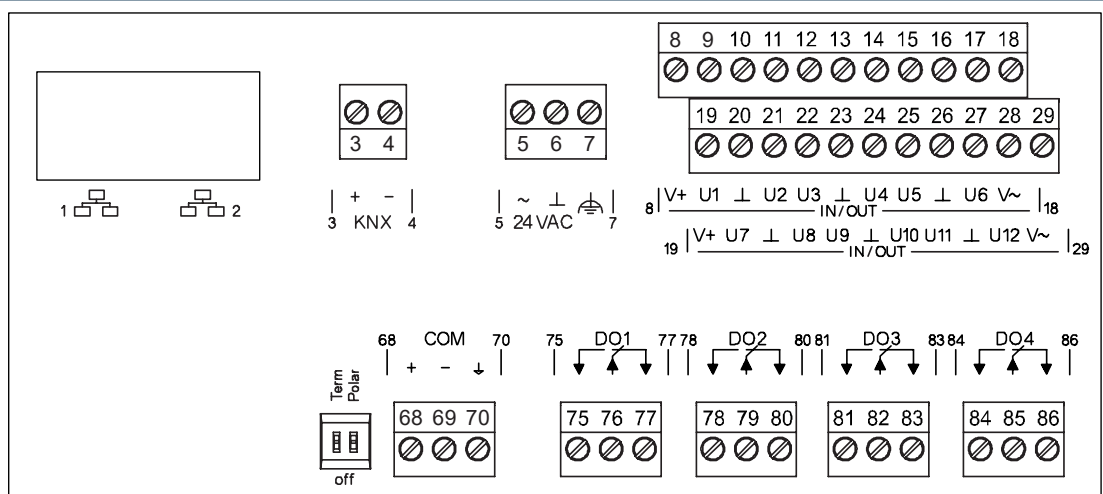 8 9 10 11 12 13 14 15 16 17 18
19 20 21 22 23 24 25 26 27 28 29
3 4
5 6 7
1 2
+ −
3 KNX 4
~ ⊥
5 24 VAC 7
V+ U1 ⊥ U2 U3 ⊥ U4 U5 ⊥ U6 V~
8 IN/OUT 18
V+ U7 ⊥ U8 U9 ⊥ U10 U11 ⊥ U12 V~
19 IN/OUT 29
68 COM 70
+ −
75 DO1 77
78 DO2 80
81 DO3 83
84 DO4 86
Term
Polar
off
68 69 70
75 76 77
78 79 80
81 82 83
84 85 86